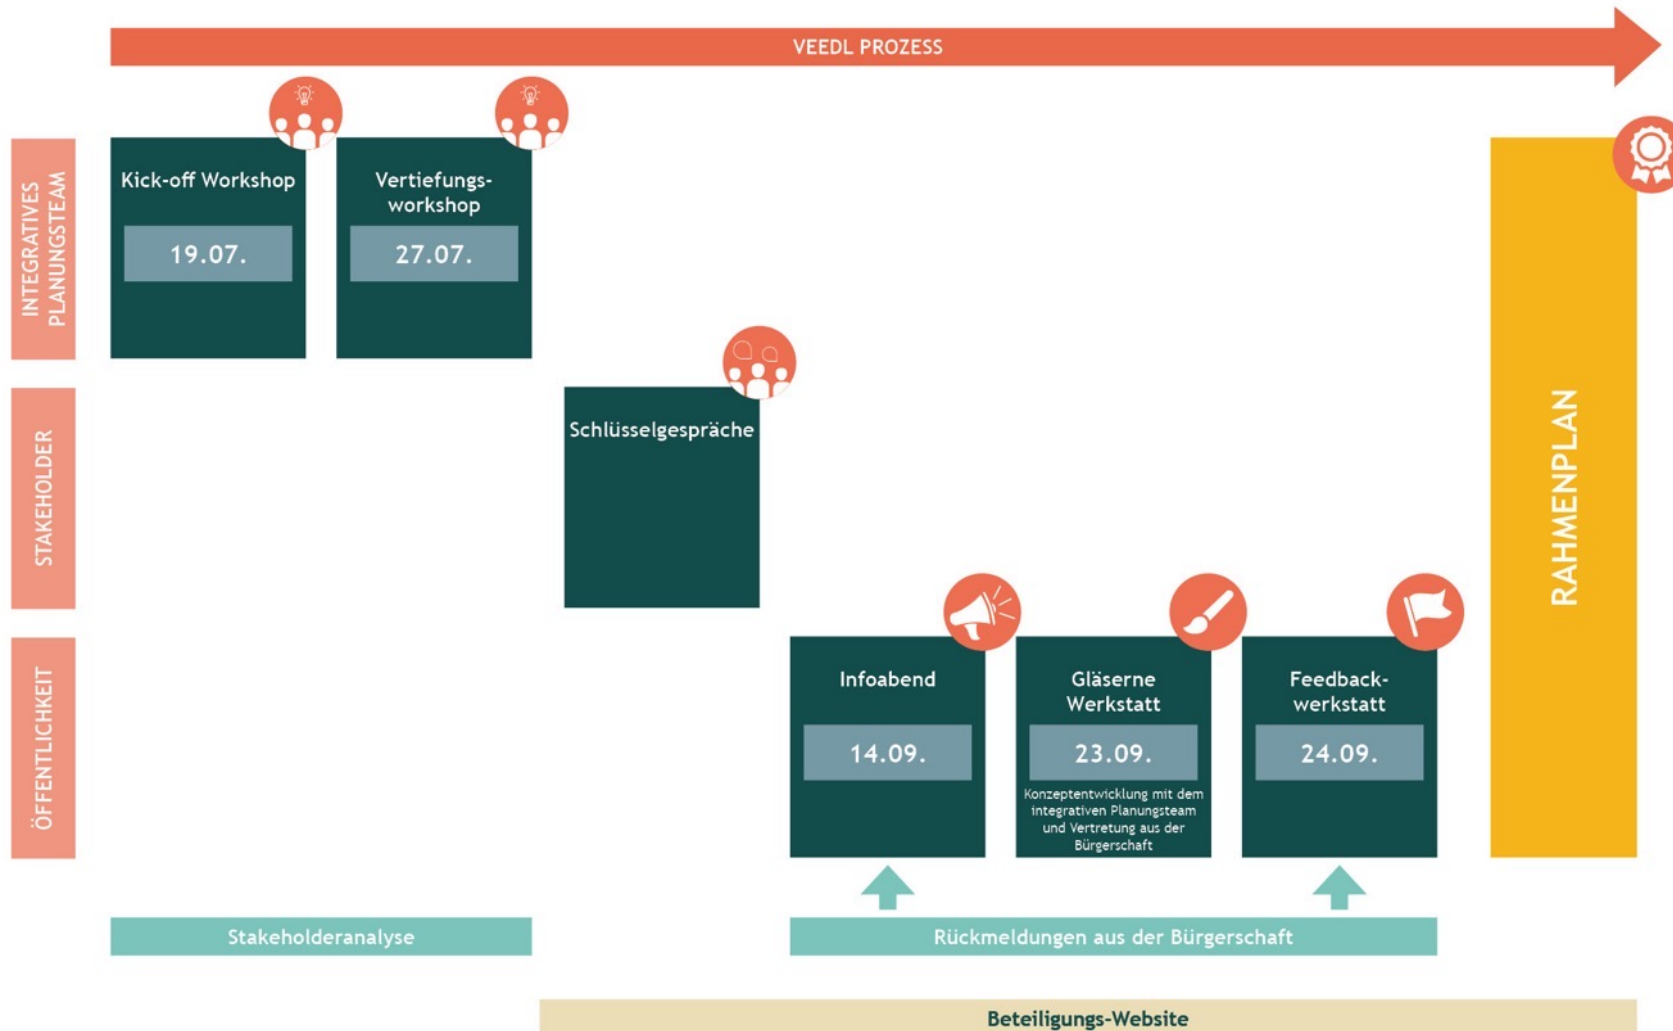 VEEDL PROZESS
INTEGRATIVES
PLANUNGSTEAM
Kick-off Workshop
19.07.
Vertiefungs-
workshop
27.07.
STAKEHOLDER
Schlüsselgespräche
ÖFFENTLICHKEIT
Infoabend
14.09.
Gläserne
Werkstatt
23.09.
Konzeptentwicklung mit dem
integrativen Planungsteam
und Vertretung aus der
Bürgerschaft
Feedback-
werkstatt
24.09.
RAHMENPLAN
Stakeholderanalyse
Rückmeldungen aus der Bürgerschaft
Beteiligungs-Website